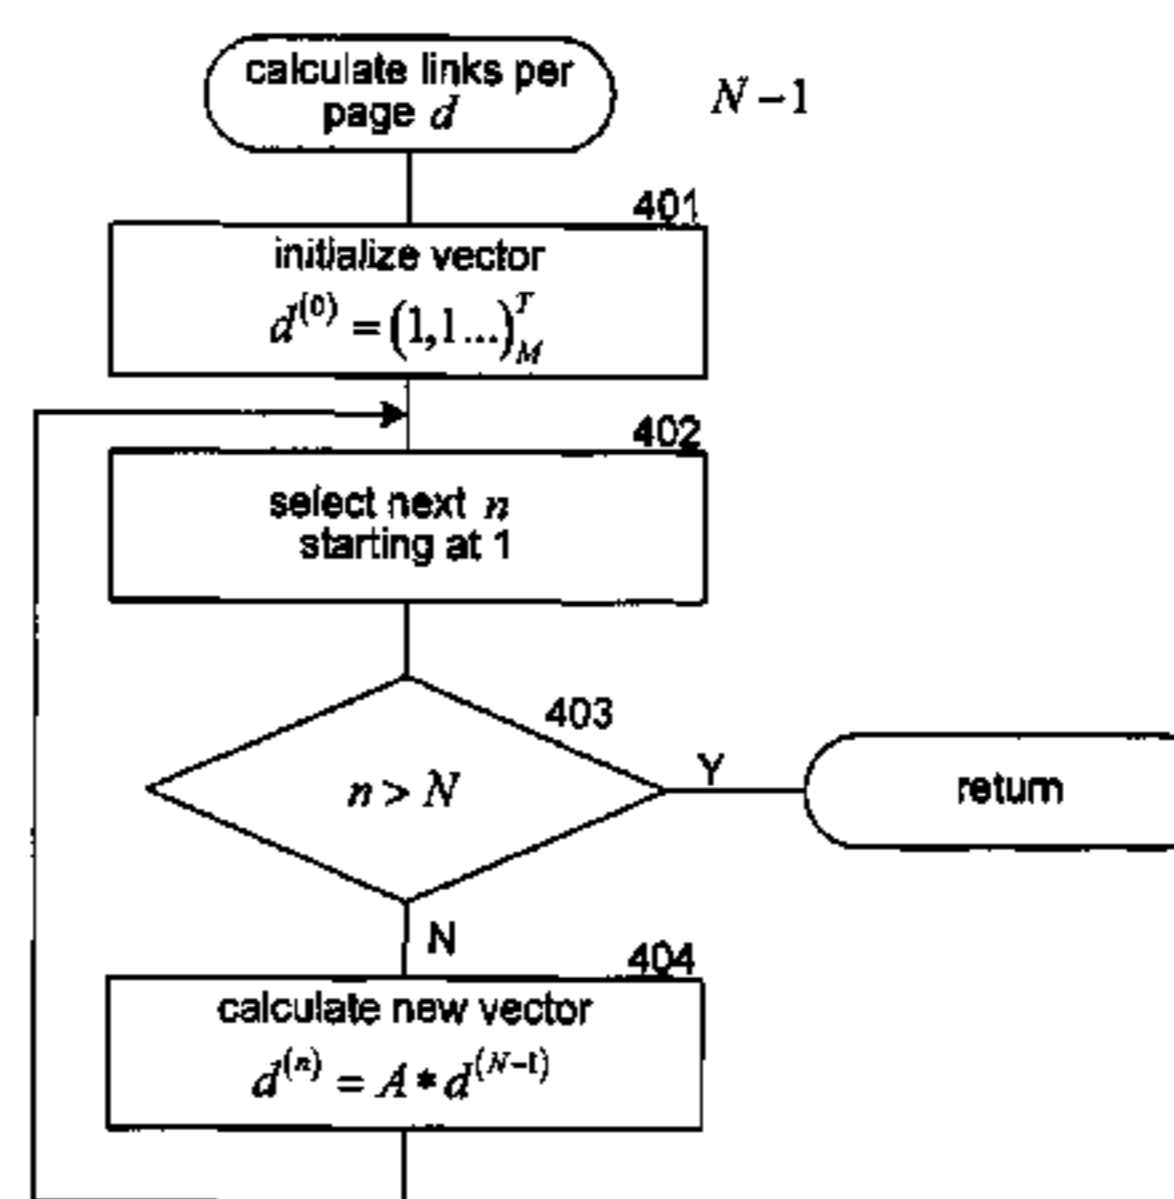 calculate links per
page d
N – 1
401
initialize vector
d^(0) = (1,1...)^T_M
402
select next n
starting at 1
403
n > N
Y
return
N
404
calculate new vector
d^(n) = A * d^(N–1)